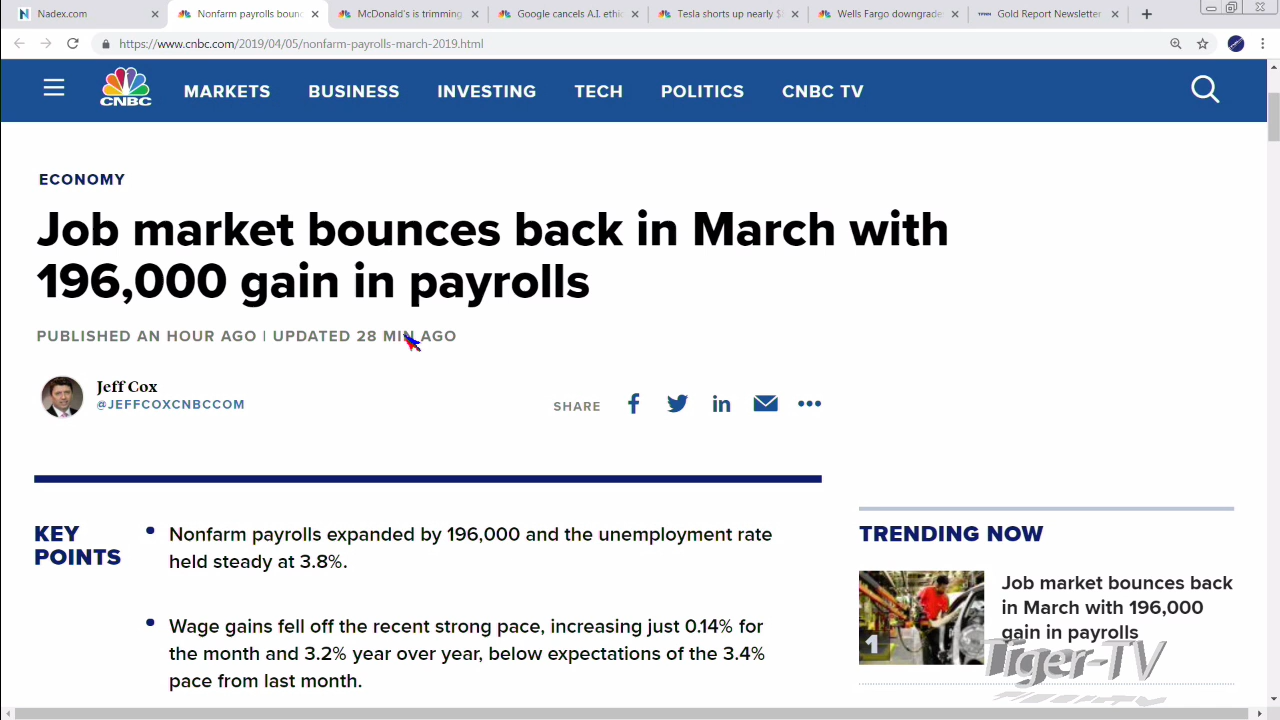 Nadex.com
Nonfarm payrolls bounc
McDonald's is trimming
Google cancels A.I. ethic
Tesla shorts up nearly $
Wells Fargo downgrade
Gold Report Newsletter
https://www.cnbc.com/2019/04/05/nonfarm-payrolls-march-2019.html
CNBC
MARKETS
BUSINESS
INVESTING
TECH
POLITICS
CNBC TV
ECONOMY
Job market bounces back in March with
196,000 gain in payrolls
PUBLISHED AN HOUR AGO | UPDATED 28 MIN AGO
Jeff Cox
@JEFFCOXCNBCCOM
SHARE
KEY
POINTS
Nonfarm payrolls expanded by 196,000 and the unemployment rate
held steady at 3.8%.
Wage gains fell off the recent strong pace, increasing just 0.14% for
the month and 3.2% year over year, below expectations of the 3.4%
pace from last month.
TRENDING NOW
1
Job market bounces back
in March with 196,000
gain in payrolls
Tiger-TV